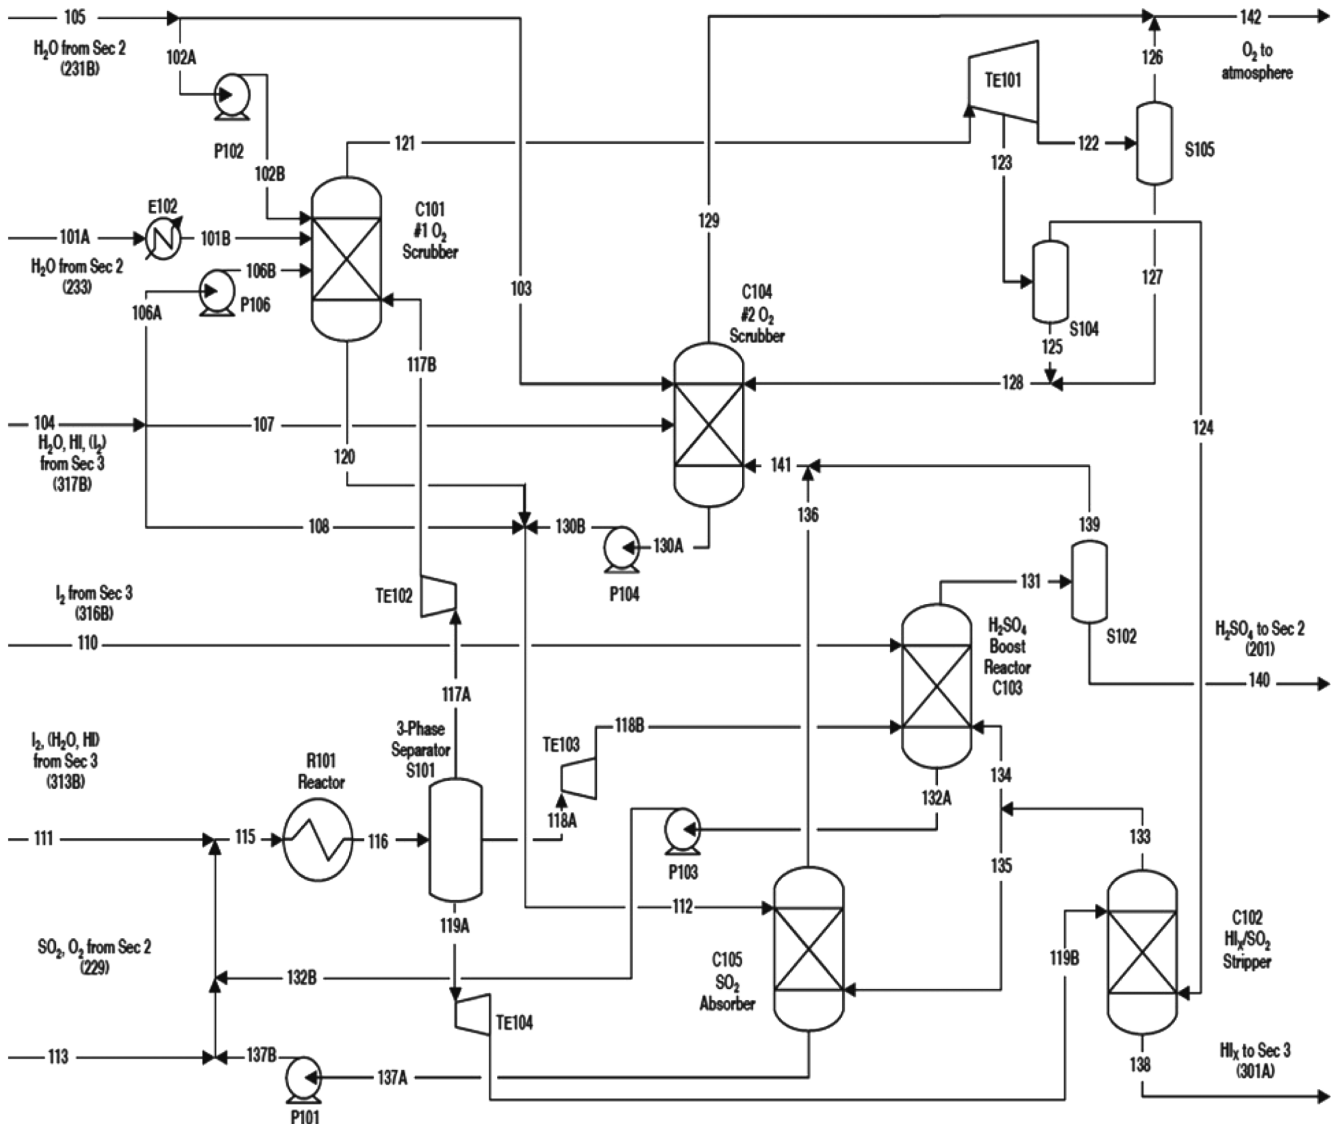 105
142
H₂O from Sec 2
(231B)
102A
126
O₂ to
atmosphere
TE101
P102
121
122
S105
123
102B
E102
C101
#1 O₂
Scrubber
129
101A
101B
H₂O from Sec 2
(233)
106B
127
103
C104
#2 O₂
Scrubber
106A
P106
S104
125
117B
128
104
107
124
H₂O, HI, (I₂)
from Sec 3
(317B)
120
141
136
108
130B
139
130A
TE102
P104
131
I₂ from Sec 3
(316B)
H₂SO₄
Boost
Reactor
C103
S102
H₂SO₄ to Sec 2
(201)
110
140
117A
3-Phase
Separator
S101
118B
I₂, (H₂O, HI)
from Sec 3
(313B)
TE103
R101
Reactor
134
132A
118A
111
115
116
133
P103
135
112
119A
C102
HIₓ/SO₂
Stripper
SO₂, O₂ from Sec 2
(229)
C105
SO₂
Absorber
119B
132B
TE104
113
137B
HIₓ to Sec 3
(301A)
138
137A
P101